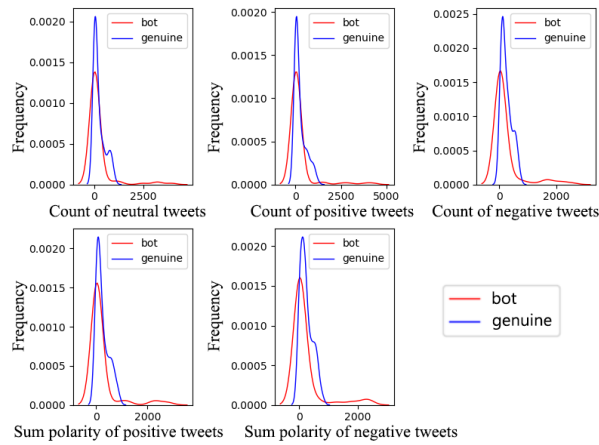 0.0020
0.0015
0.0010
0.0005
0.0000
Frequency
bot
genuine
0
2500
Count of neutral tweets
0.0020
0.0015
0.0010
0.0005
0.0000
Frequency
bot
genuine
0
2500
5000
Count of positive tweets
0.0025
0.0020
0.0015
0.0010
0.0005
0.0000
Frequency
bot
genuine
0
2000
Count of negative tweets
0.0020
0.0015
0.0010
0.0005
0.0000
Frequency
bot
genuine
0
2000
Sum polarity of positive tweets
0.0020
0.0015
0.0010
0.0005
0.0000
Frequency
bot
genuine
0
2000
Sum polarity of negative tweets
bot
genuine